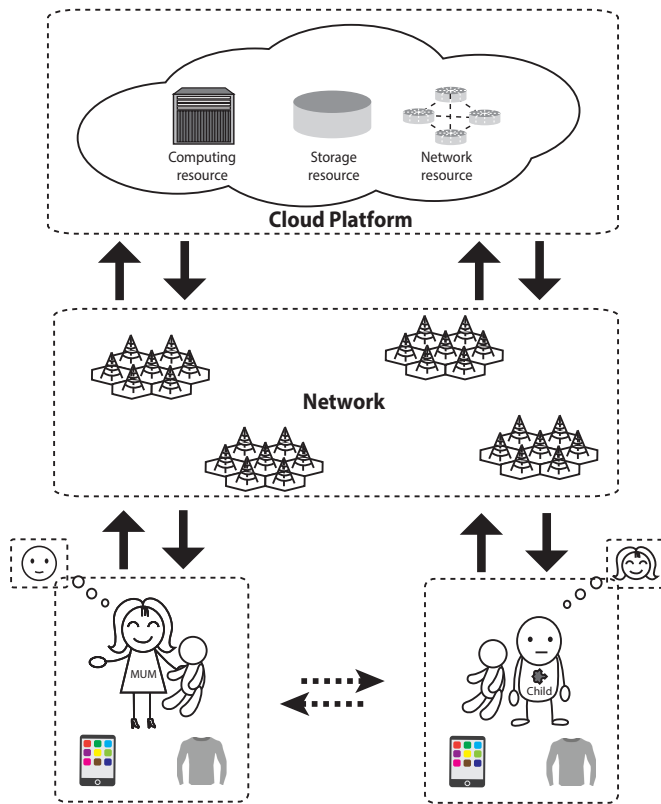 Computing
resource
Storage
resource
Network
resource
Cloud Platform
Network
MUM
Child